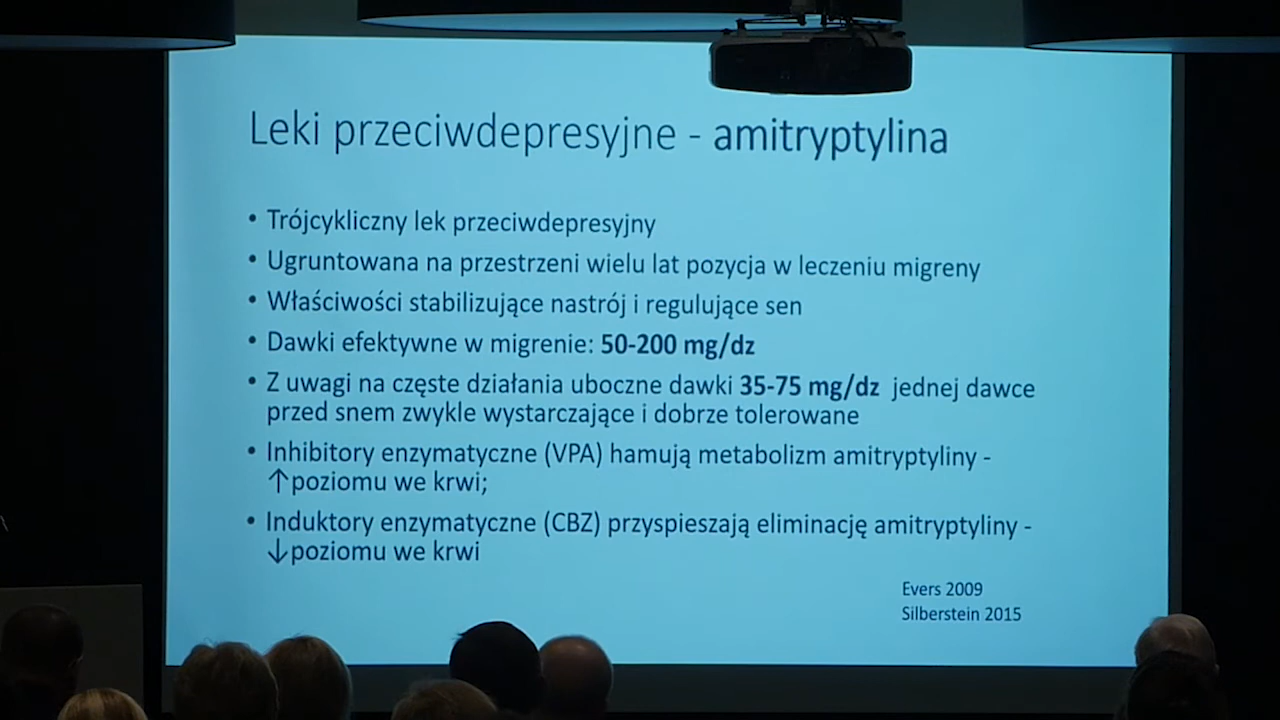 Leki przeciwdepresyjne - amitryptylina
• Trójcykliczny lek przeciwdepresyjny
• Ugruntowana na przestrzeni wielu lat pozycja w leczeniu migreny
• Właściwości stabilizujące nastrój i regulujące sen
• Dawki efektywne w migrenie: 50-200 mg/dz
• Z uwagi na częste działania uboczne dawki 35-75 mg/dz jednej dawce
przed snem zwykle wystarczające i dobrze tolerowane
• Inhibitory enzymatyczne (VPA) hamują metabolizm amitryptyliny -
↑poziomu we krwi;
• Induktory enzymatyczne (CBZ) przyspieszają eliminację amitryptyliny -
↓poziomu we krwi
Evers 2009
Silberstein 2015